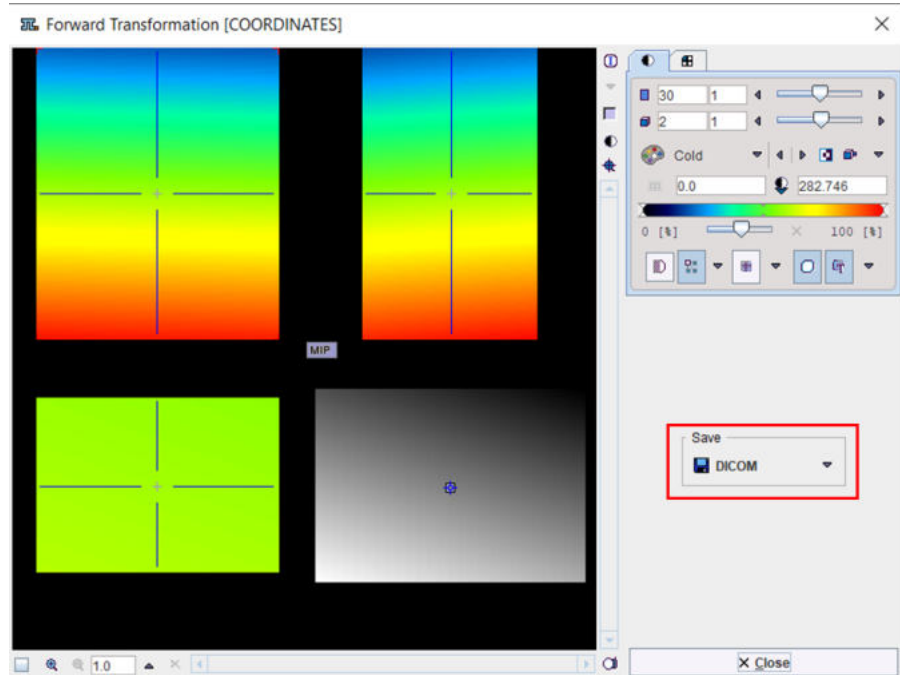 Forward Transformation [COORDINATES]
30 1
2 1
Cold
0.0 282.746
0 [%] 100 [%]
MIP
Save
DICOM
1.0
Close